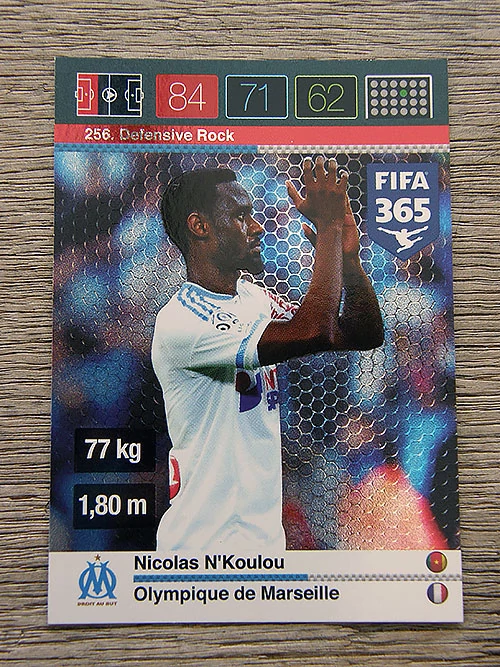 84 71 62
256. Defensive Rock
FIFA
365
77 kg
1,80 m
Nicolas N'Koulou
Olympique de Marseille
DROIT AU BUT